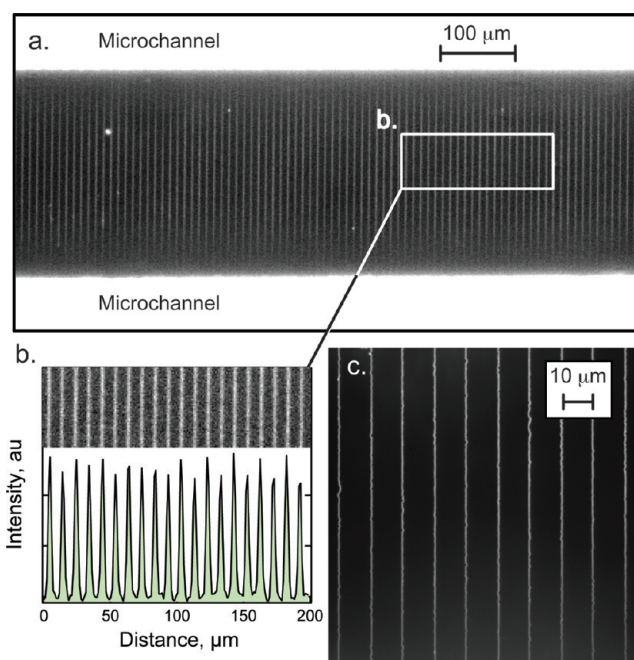 a.
Microchannel
100 μm
b.
Microchannel
b.
Intensity, au
0
50
100
150
200
Distance, μm
c.
10 μm